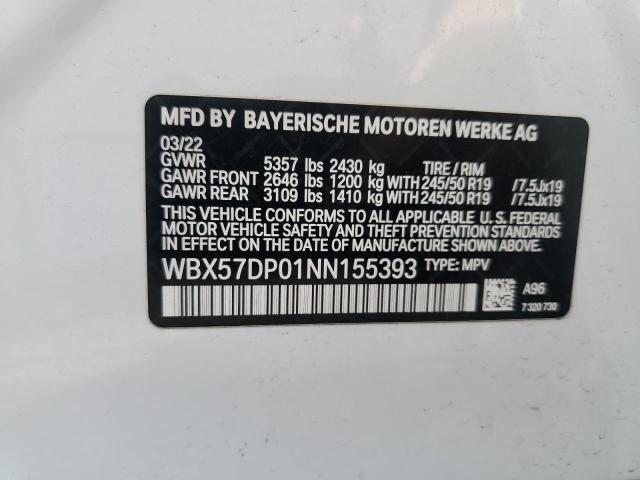 MFD BY BAYERISCHE MOTOREN WERKE AG
03/22
GVWR 5357 lbs 2430 kg TIRE / RIM
GAWR FRONT 2646 lbs 1200 kg WITH 245/50 R19 / 7.5Jx19
GAWR REAR 3109 lbs 1410 kg WITH 245/50 R19 / 7.5Jx19
THIS VEHICLE CONFORMS TO ALL APPLICABLE U. S. FEDERAL
MOTOR VEHICLE SAFETY AND THEFT PREVENTION STANDARDS
IN EFFECT ON THE DATE OF MANUFACTURE SHOWN ABOVE.
WBX57DP01NN155393 TYPE: MPV
A96
7 320 730